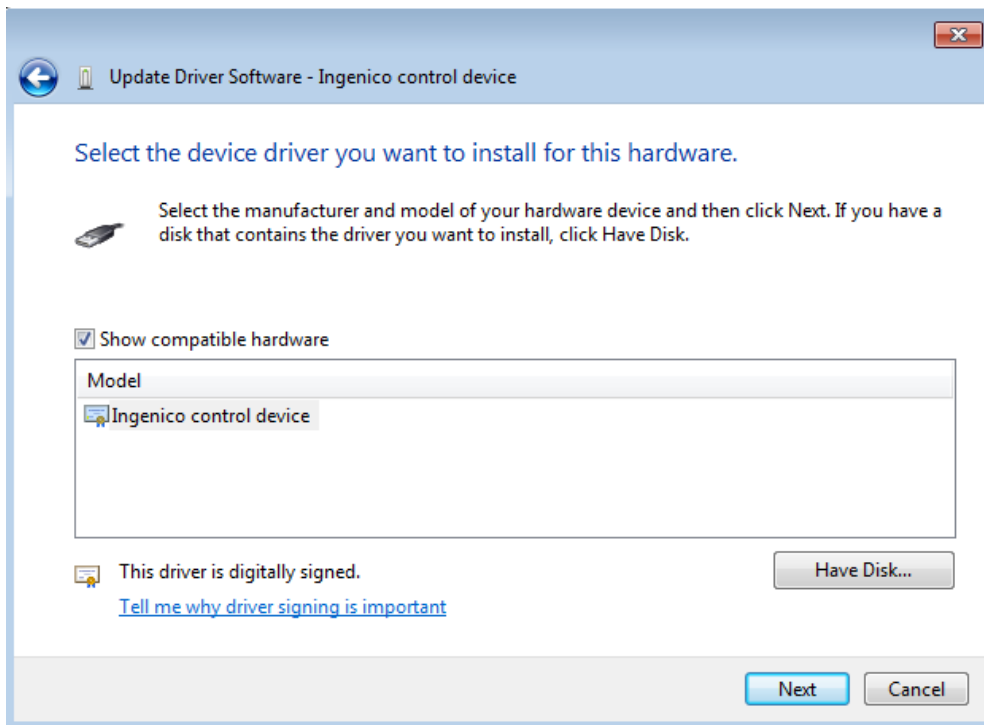 Update Driver Software - Ingenico control device
Select the device driver you want to install for this hardware.
Select the manufacturer and model of your hardware device and then click Next. If you have a
disk that contains the driver you want to install, click Have Disk.
Show compatible hardware
Model
Ingenico control device
This driver is digitally signed.
Have Disk...
Tell me why driver signing is important
Next
Cancel